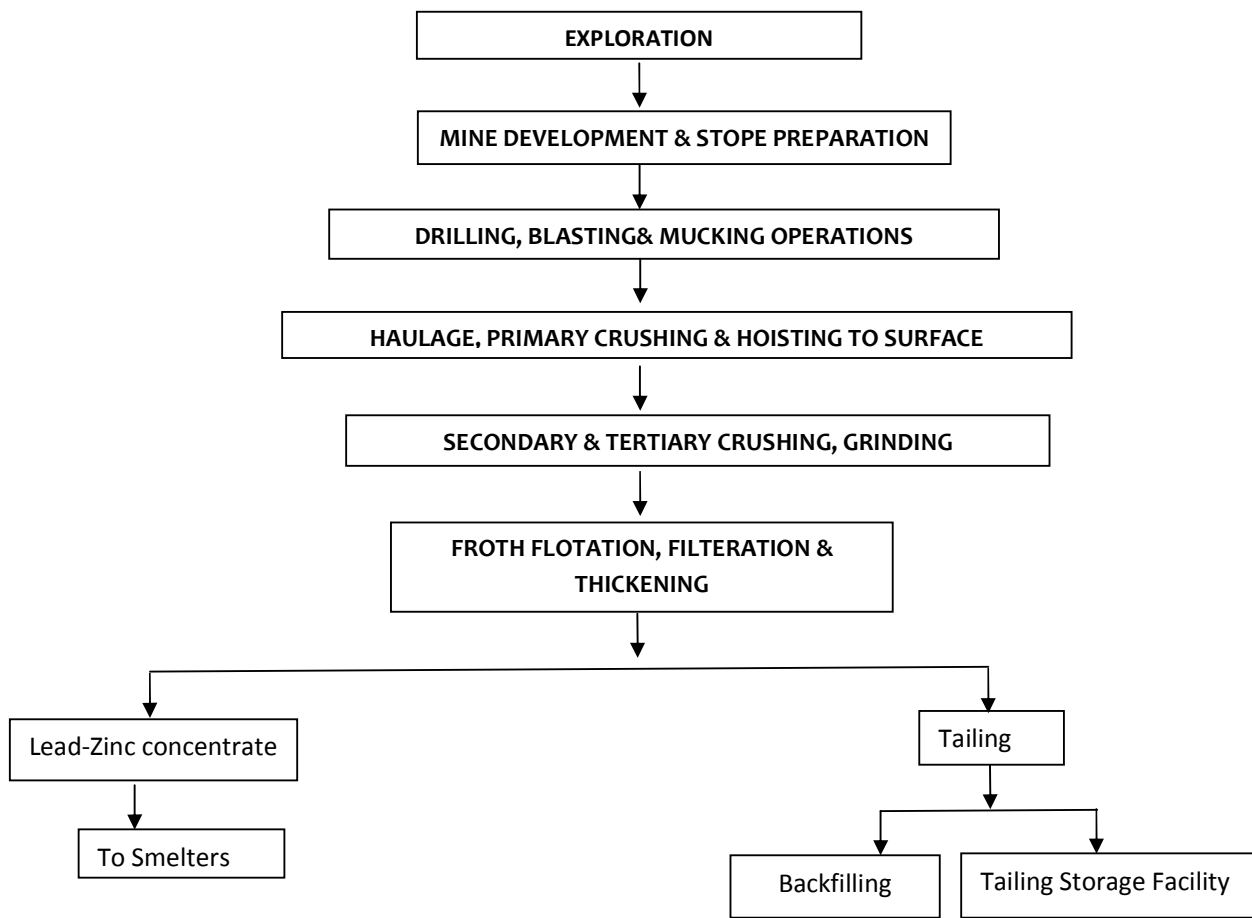 EXPLORATION
MINE DEVELOPMENT & STOPE PREPARATION
DRILLING, BLASTING& MUCKING OPERATIONS
HAULAGE, PRIMARY CRUSHING & HOISTING TO SURFACE
SECONDARY & TERTIARY CRUSHING, GRINDING
FROTH FLOTATION, FILTERATION &
THICKENING
Lead-Zinc concentrate
Tailing
To Smelters
Backfilling
Tailing Storage Facility